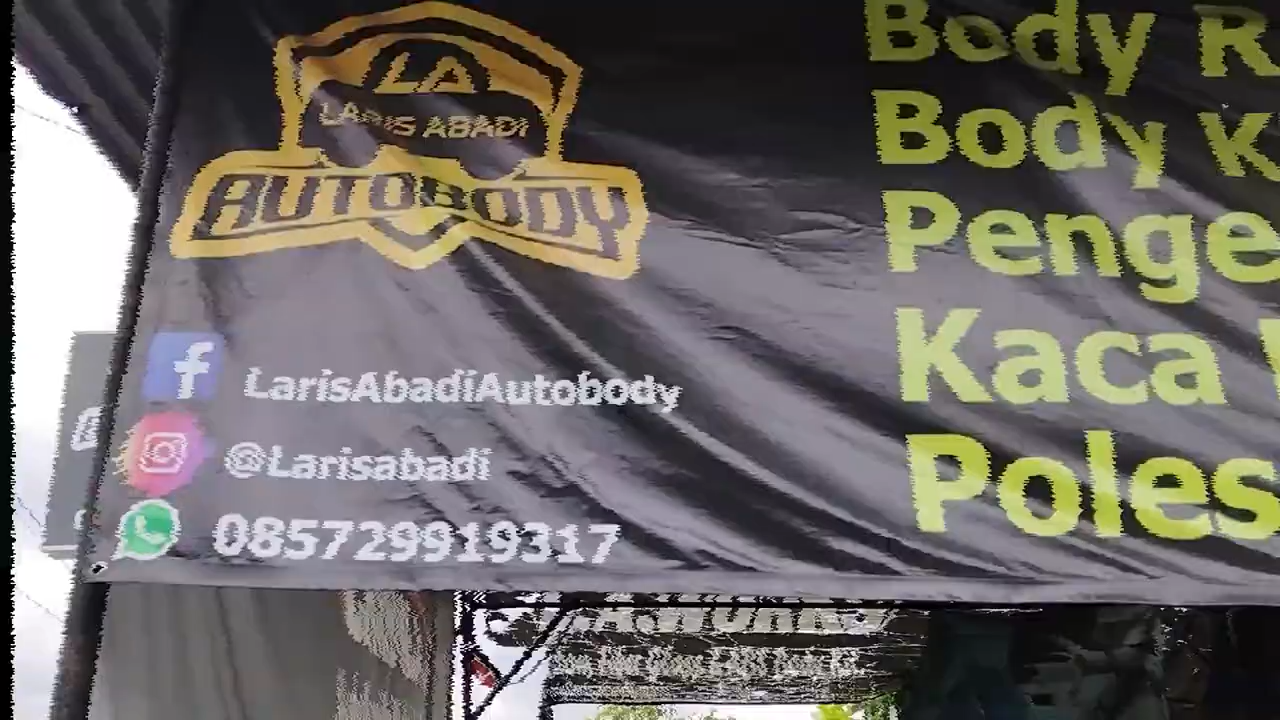 LA
LARIS ABADI
AUTOBODY
LarisAbadiAutobody
@Larisabadi
085729919317
Body R
Body K
Penge
Kaca
Poles